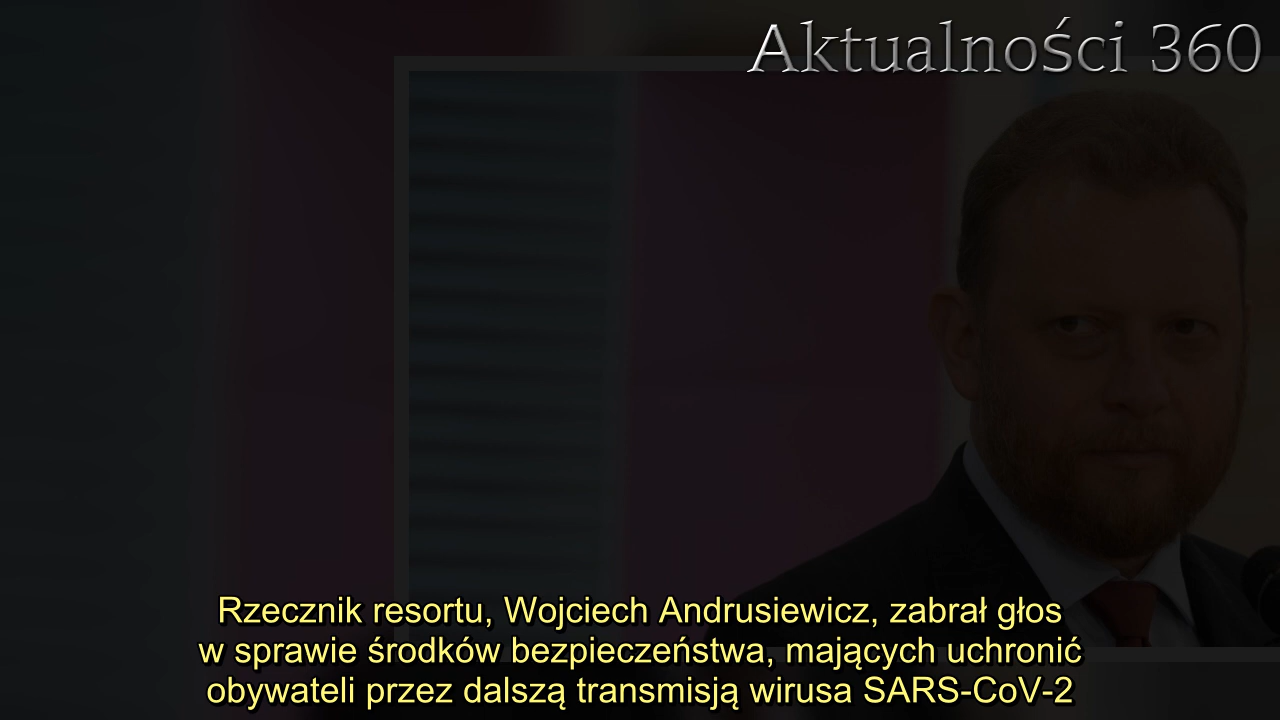 Aktualności 360
Rzecznik resortu, Wojciech Andrusiewicz, zabrał głos
w sprawie środków bezpieczeństwa, mających uchronić
obywateli przez dalszą transmisją wirusa SARS-CoV-2